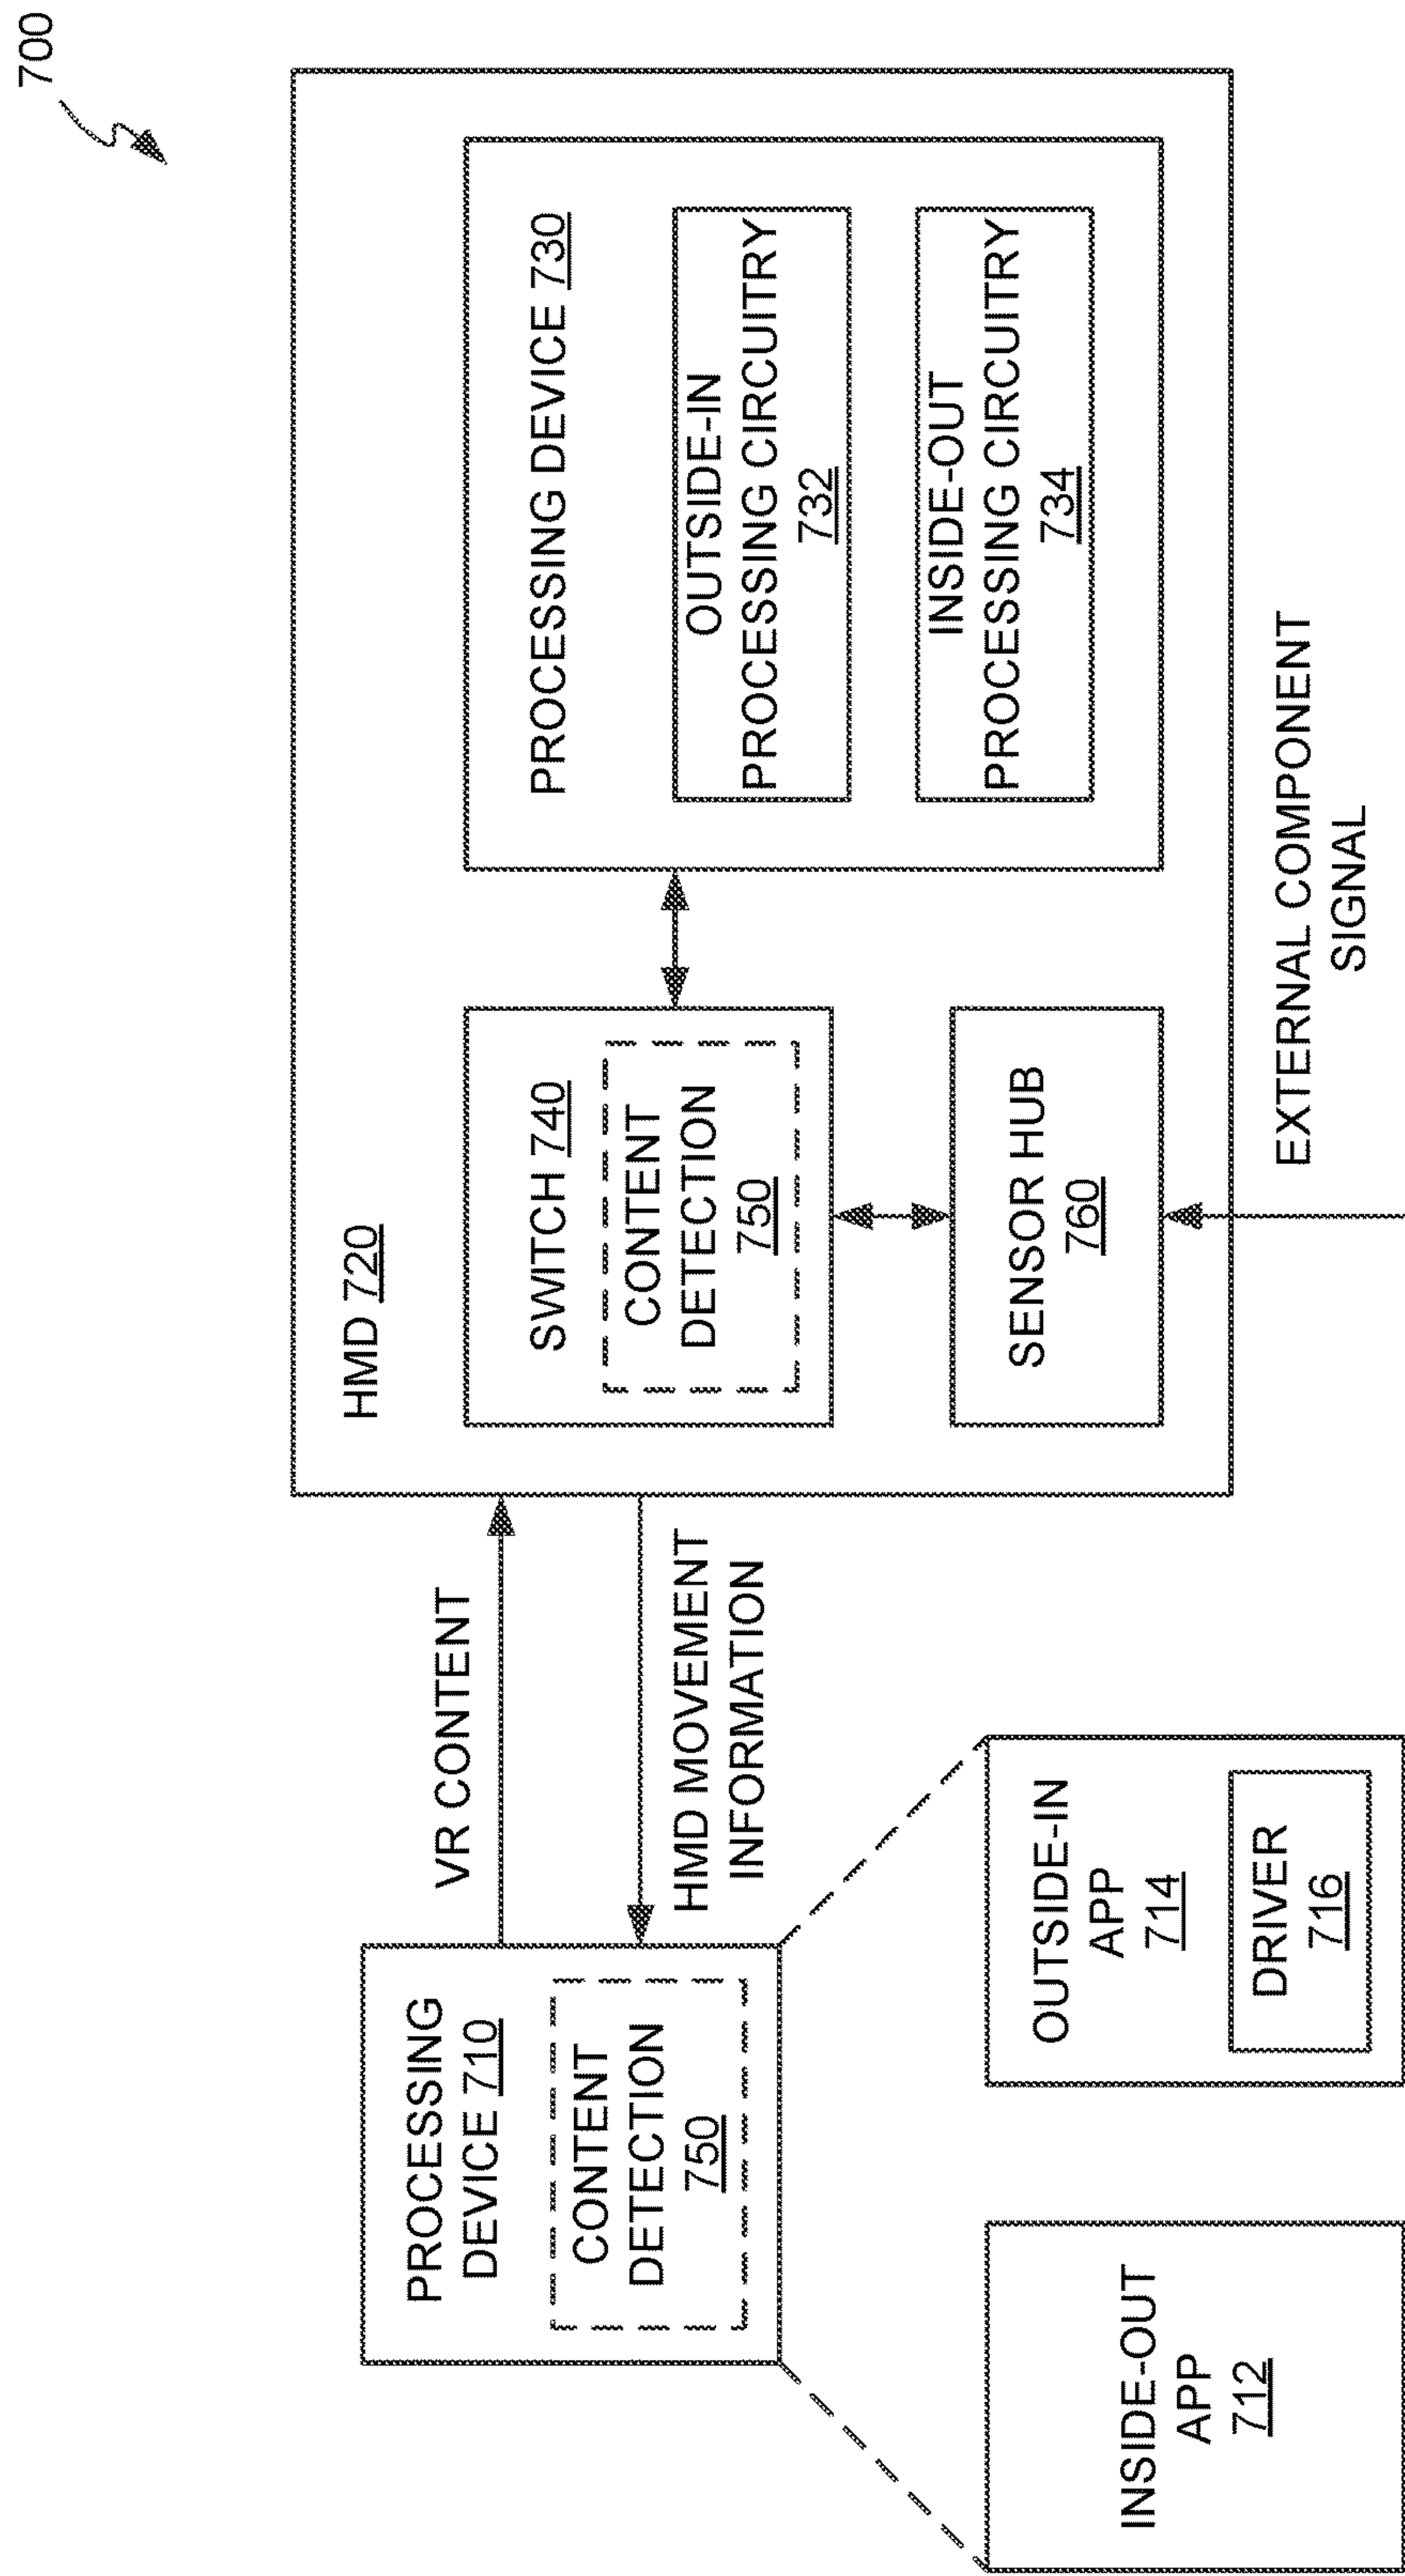 700
HMD 720
PROCESSING DEVICE 730
OUTSIDE-IN
PROCESSING CIRCUITRY
732
INSIDE-OUT
PROCESSING CIRCUITRY
734
SWITCH 740
CONTENT
DETECTION
750
SENSOR HUB
760
EXTERNAL COMPONENT
SIGNAL
VR CONTENT
HMD MOVEMENT
INFORMATION
PROCESSING
DEVICE 710
CONTENT
DETECTION
750
INSIDE-OUT
APP
712
OUTSIDE-IN
APP
714
DRIVER
716